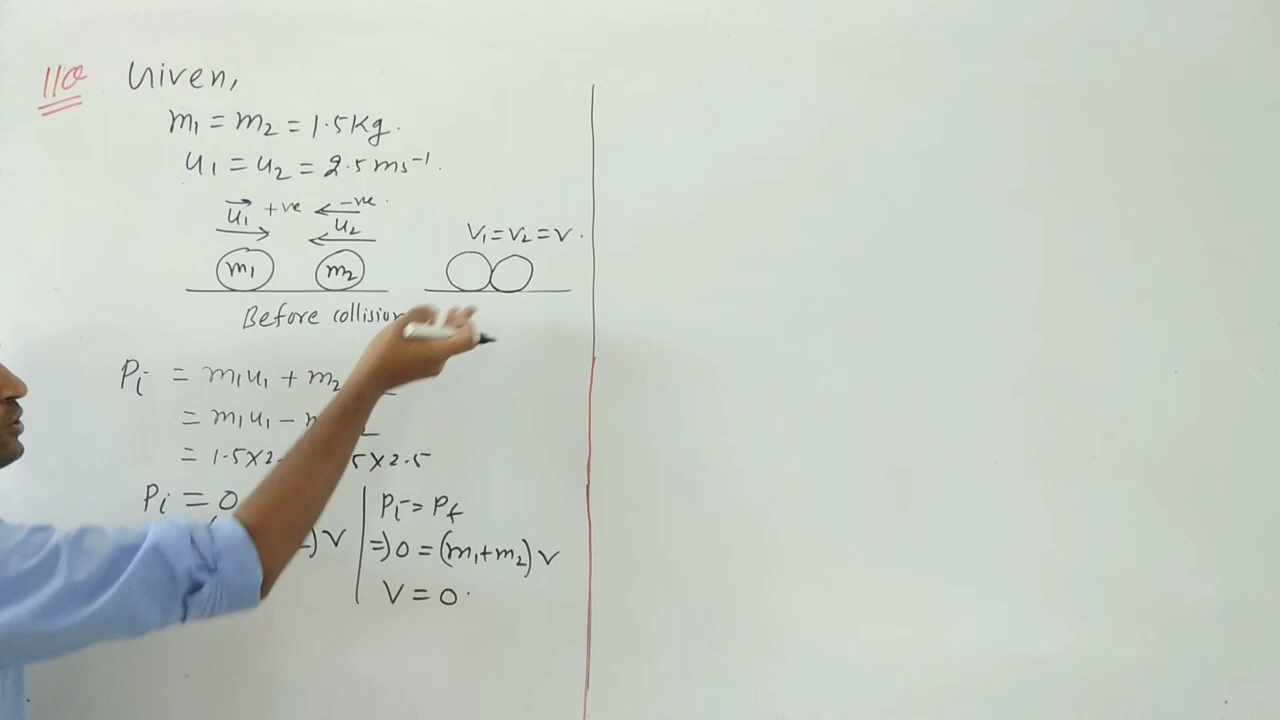 11Q Given,
m₁ = m₂ = 1.5 Kg.
u₁ = u₂ = 2.5 ms⁻¹.
u₁ +ve -ve
u₂
V₁ = V₂ = V.
m₁ m₂
Before collision
Pᵢ = m₁u₁ + m₂
= m₁u₁ -
= 1.5×2. 5×2.5
Pᵢ = 0
) V
Pᵢ = Pf
⇒ 0 = (m₁+m₂) V
V = 0.